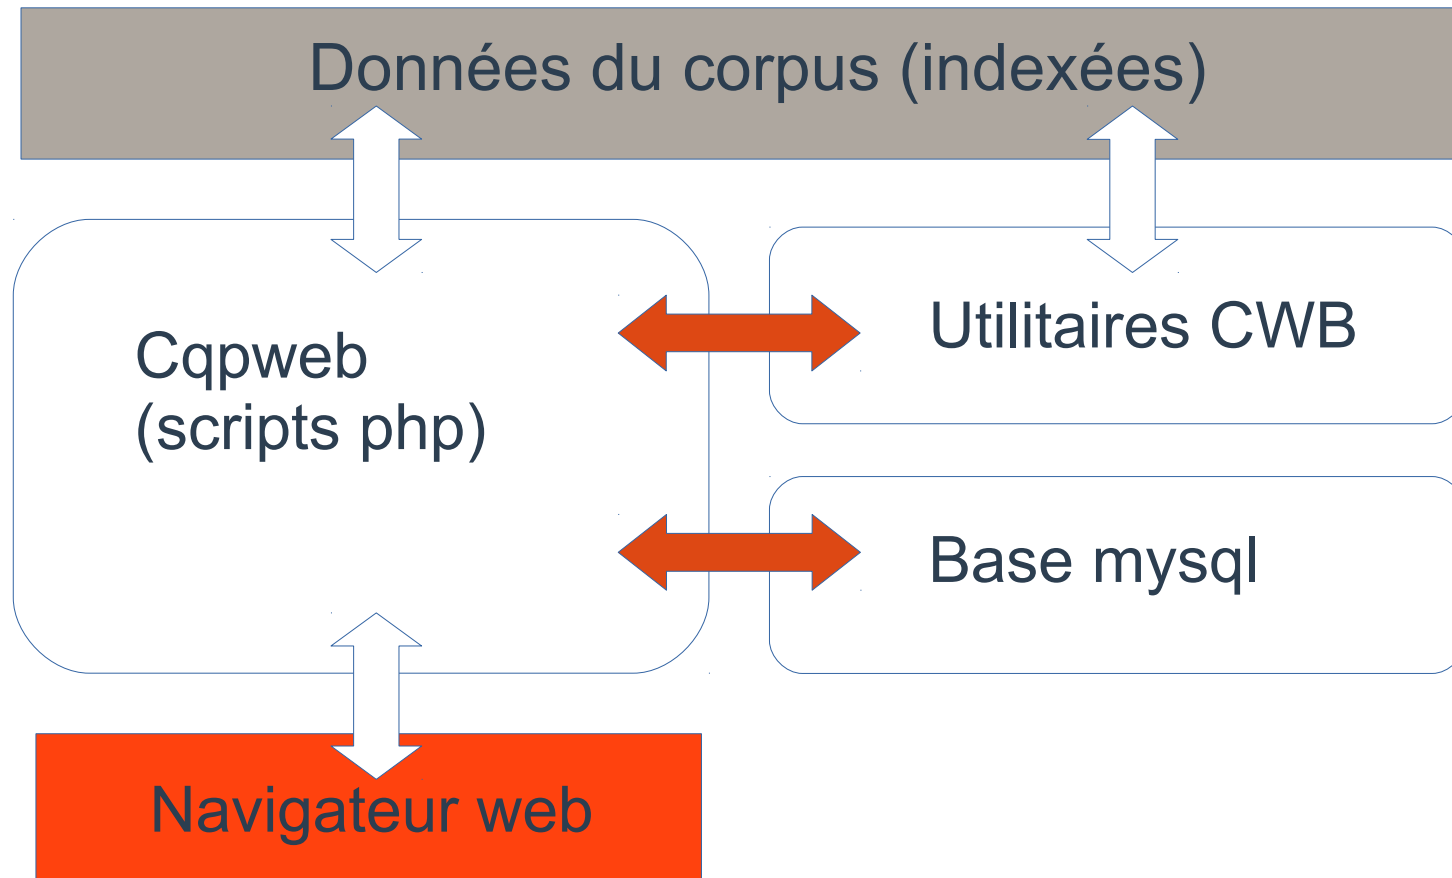 Données du corpus (indexées)
Cqpweb
(scripts php)
Utilitaires CWB
Base mysql
Navigateur web